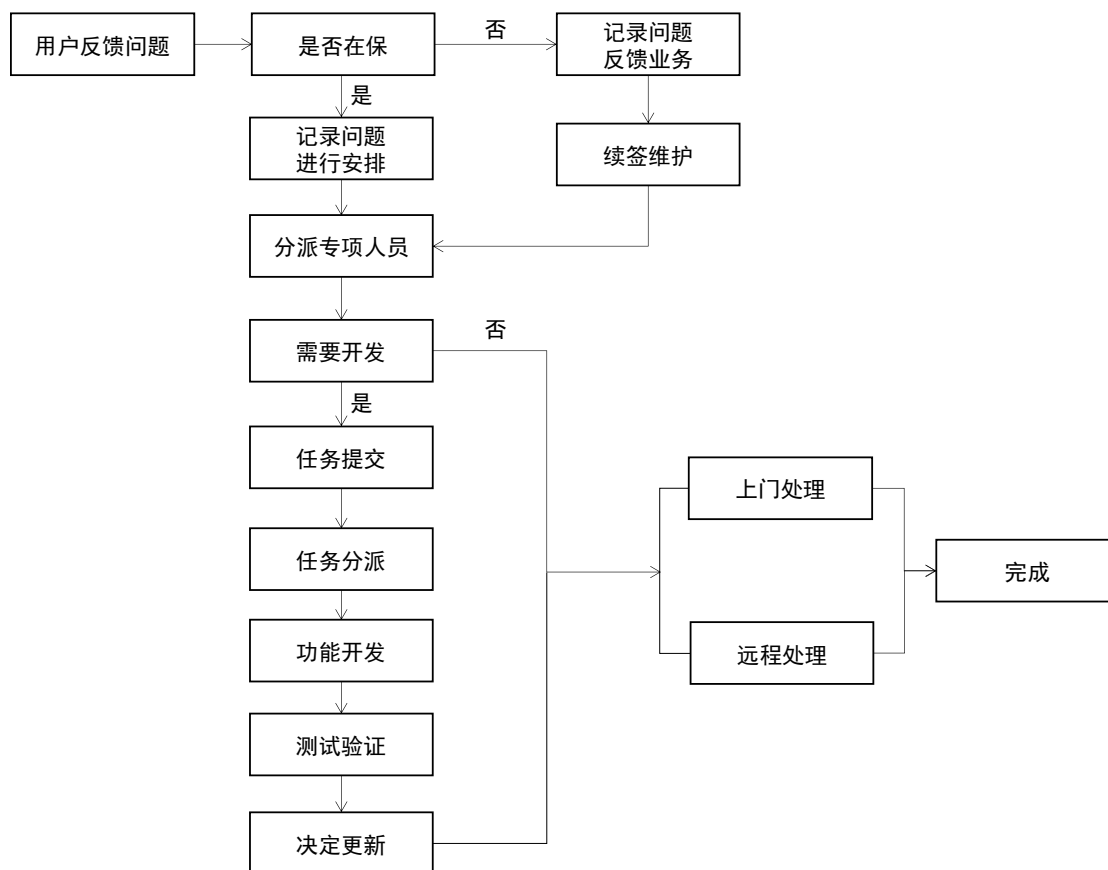 用户反馈问题
是否在保
否
记录问题
反馈业务
是
记录问题
进行安排
续签维护
分派专项人员
需要开发
否
是
任务提交
上门处理
任务分派
完成
功能开发
远程处理
测试验证
决定更新